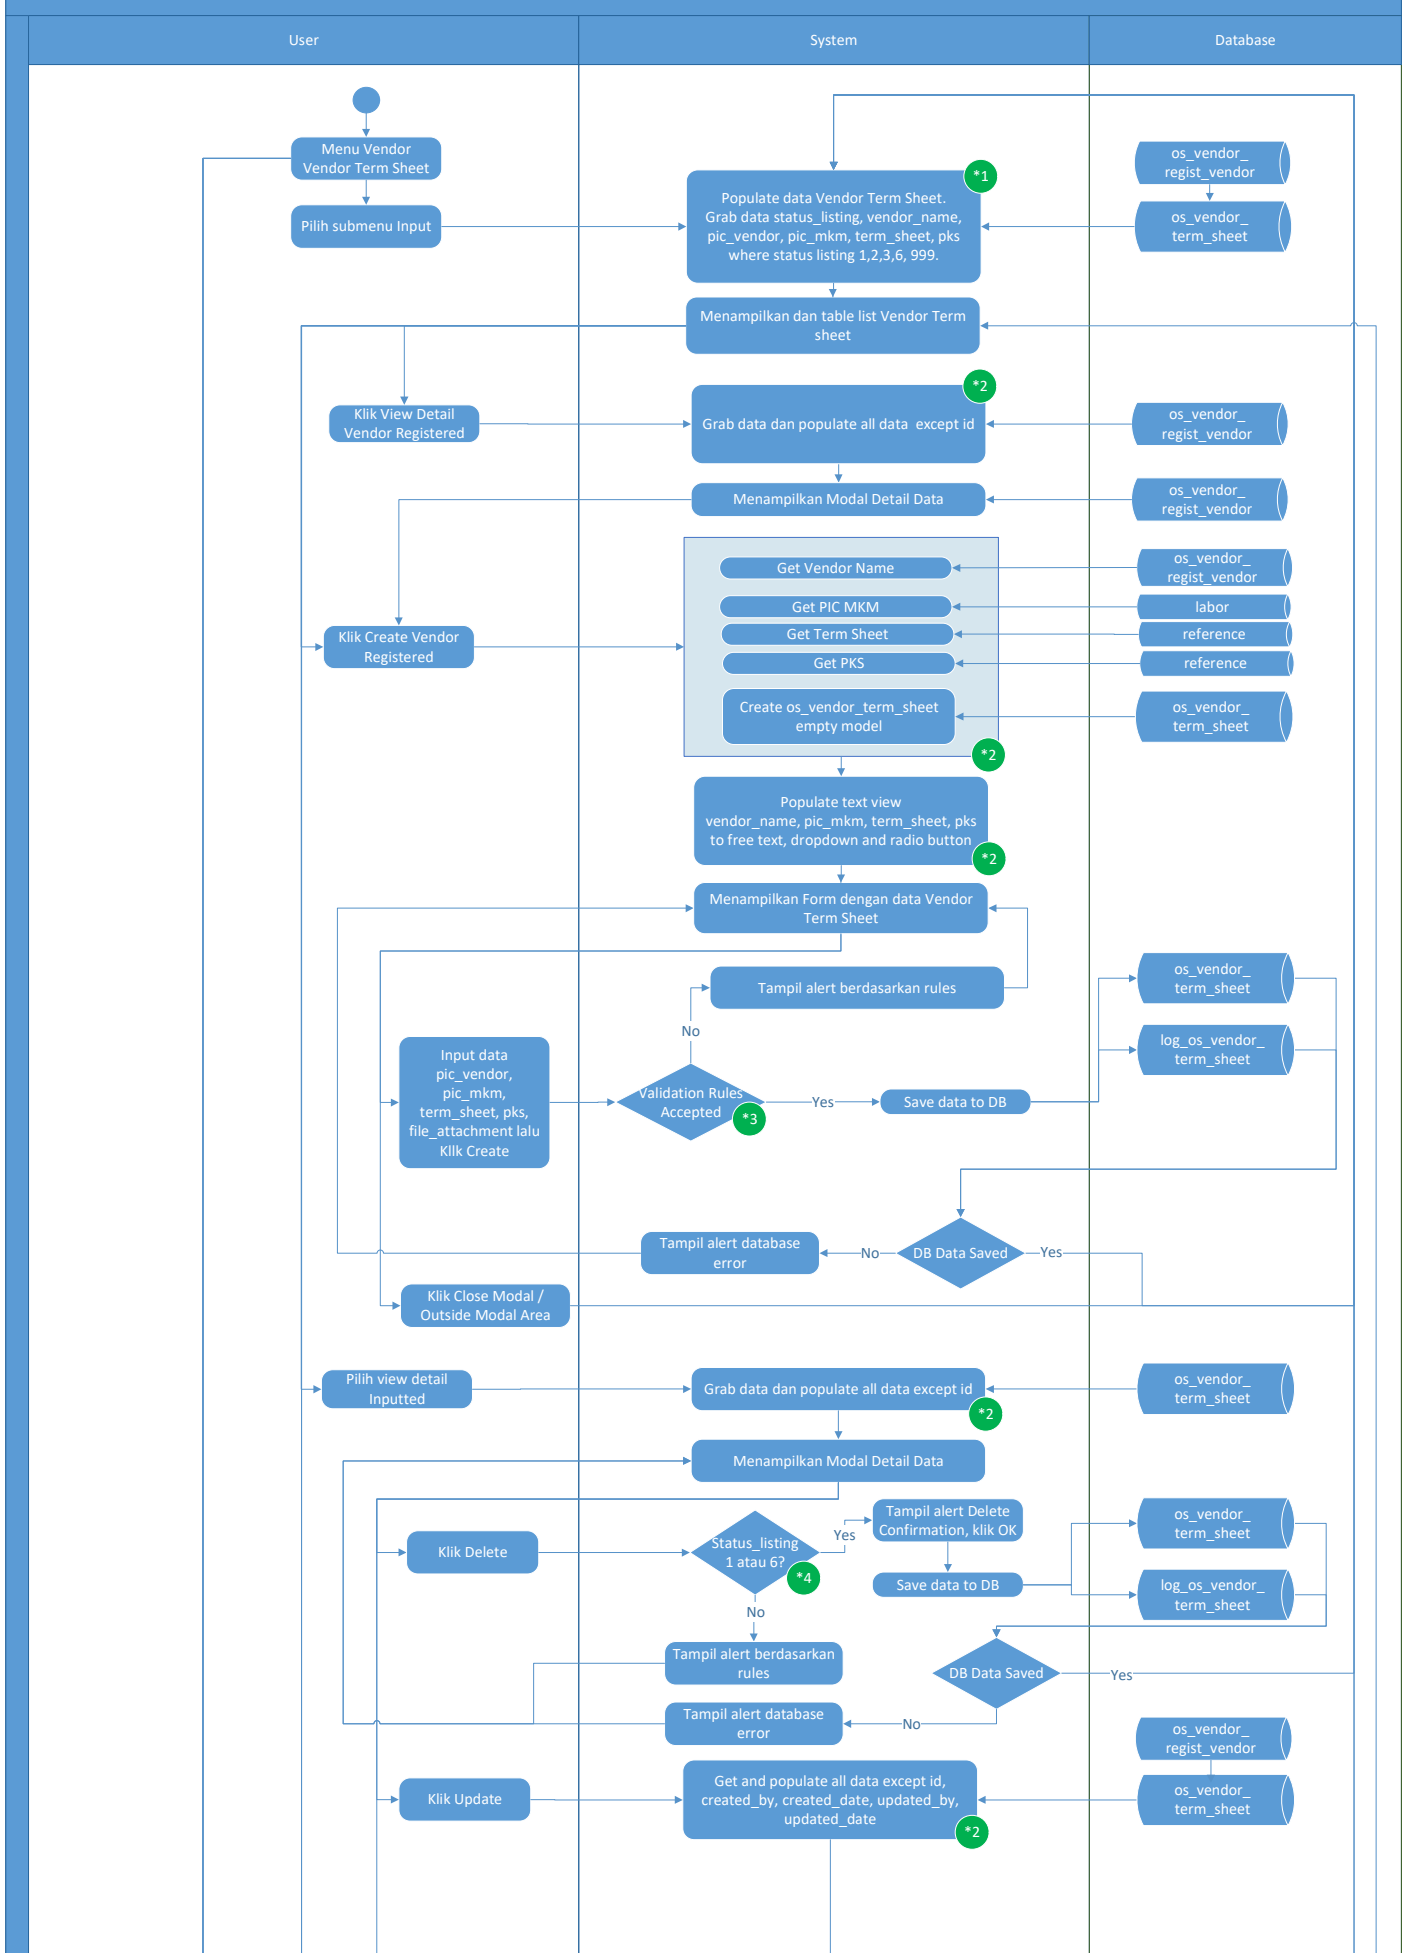 User
System
Database
Menu Vendor
Vendor Term Sheet
Pilih submenu Input
*1
Populate data Vendor Term Sheet.
Grab data status_listing, vendor_name,
pic_vendor, pic_mkm, term_sheet, pks
where status listing 1,2,3,6, 999.
os_vendor_
regist_vendor
os_vendor_
term_sheet
Menampilkan dan table list Vendor Term
sheet
Klik View Detail
Vendor Registered
*2
Grab data dan populate all data  except id
os_vendor_
regist_vendor
Menampilkan Modal Detail Data
os_vendor_
regist_vendor
Klik Create Vendor
Registered
Get Vendor Name
Get PIC MKM
Get Term Sheet
Get PKS
Create os_vendor_term_sheet
empty model
*2
os_vendor_
regist_vendor
labor
reference
reference
os_vendor_
term_sheet
Populate text view
vendor_name, pic_mkm, term_sheet, pks
to free text, dropdown and radio button
*2
Menampilkan Form dengan data Vendor
Term Sheet
Tampil alert berdasarkan rules
No
Input data
pic_vendor,
pic_mkm,
term_sheet, pks,
file_attachment lalu
Kllk Create
Validation Rules
Accepted
*3
Yes
Save data to DB
os_vendor_
term_sheet
log_os_vendor_
term_sheet
Tampil alert database
error
No
DB Data Saved
Yes
Klik Close Modal /
Outside Modal Area
Pilih view detail
Inputted
Grab data dan populate all data except id
*2
os_vendor_
term_sheet
Menampilkan Modal Detail Data
Klik Delete
Status_listing
1 atau 6?
*4
Yes
Tampil alert Delete
Confirmation, klik OK
Save data to DB
os_vendor_
term_sheet
log_os_vendor_
term_sheet
No
Tampil alert berdasarkan
rules
DB Data Saved
Yes
Tampil alert database
error
No
os_vendor_
regist_vendor
Klik Update
Get and populate all data except id,
created_by, created_date, updated_by,
updated_date
*2
os_vendor_
term_sheet